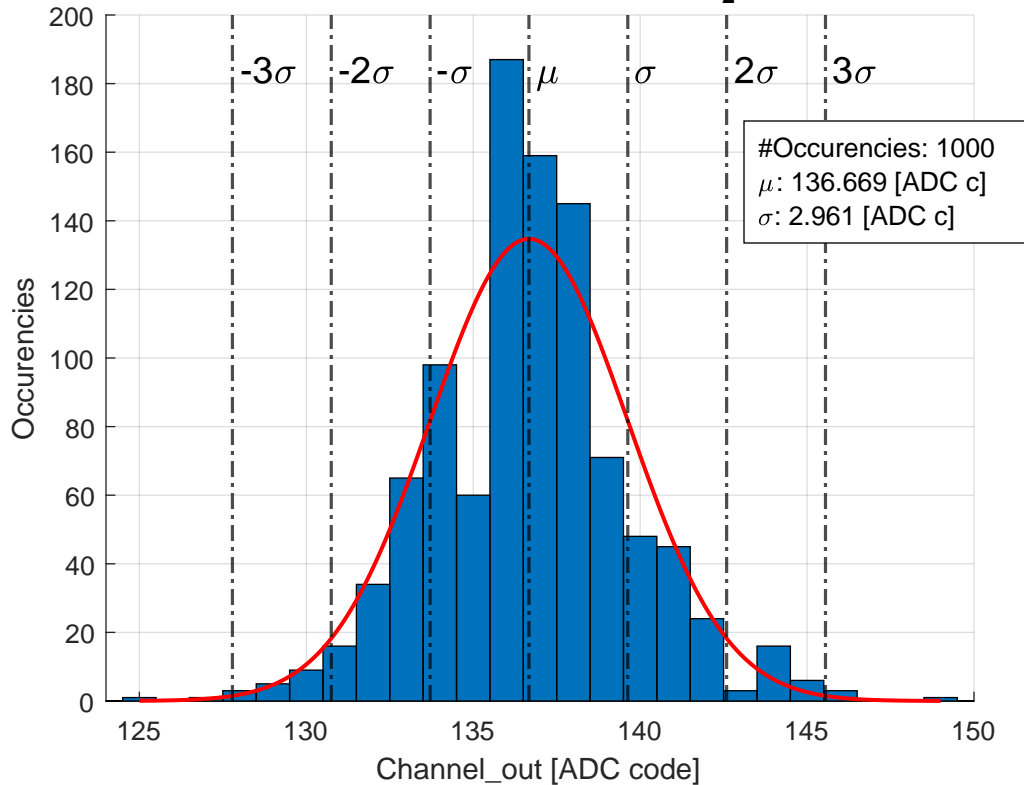 200
180
160
140
120
100
80
60
40
20
0
-3σ
-2σ
-σ
μ
σ
2σ
3σ
#Occurencies: 1000
μ: 136.669 [ADC c]
σ: 2.961 [ADC c]
Occurencies
125
130
135
140
145
150
Channel_out [ADC code]